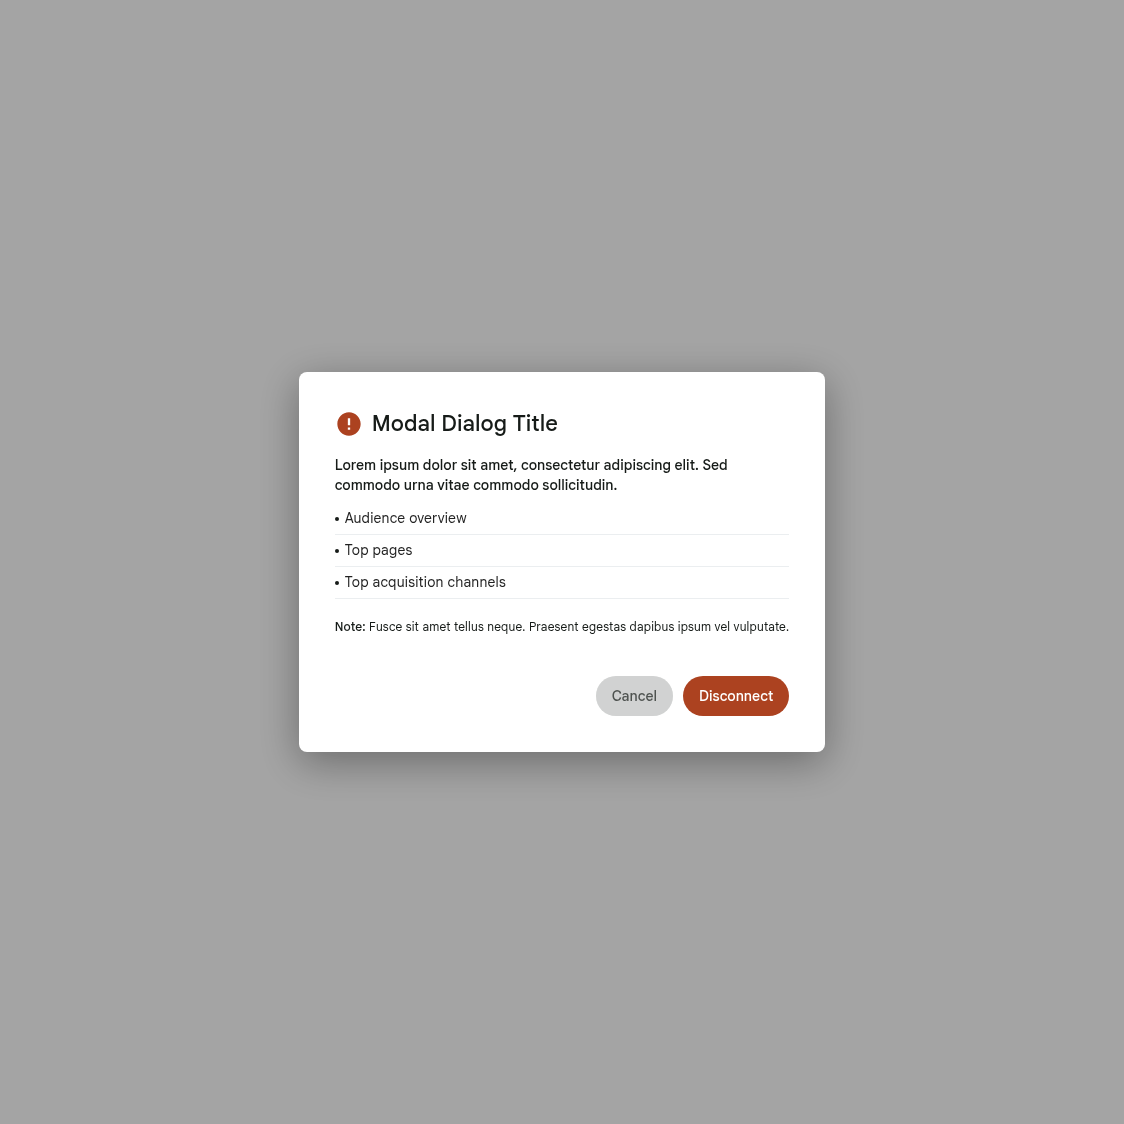 Modal Dialog Title
Lorem ipsum dolor sit amet, consectetur adipiscing elit. Sed
commodo urna vitae commodo sollicitudin.
• Audience overview
• Top pages
• Top acquisition channels
Note: Fusce sit amet tellus neque. Praesent egestas dapibus ipsum vel vulputate.
Cancel Disconnect